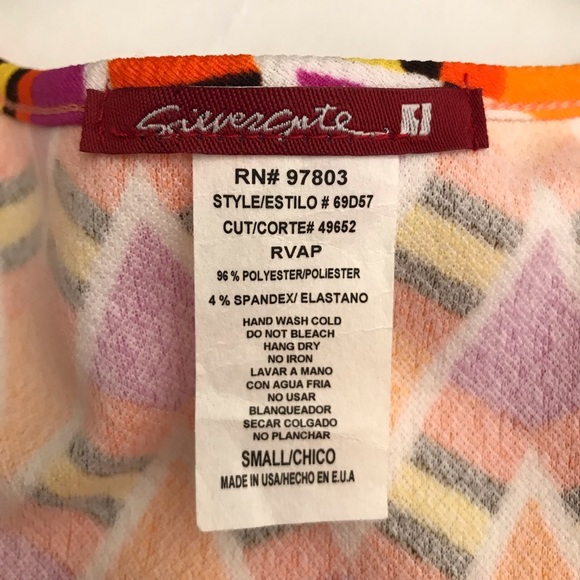 SilverGate
RN# 97803
STYLE/ESTILO # 69D57
CUT/CORTE# 49652
RVAP
96 % POLYESTER/POLIESTER
4 % SPANDEX/ ELASTANO
HAND WASH COLD
DO NOT BLEACH
HANG DRY
NO IRON
LAVAR A MANO
CON AGUA FRIA
NO USAR
BLANQUEADOR
SECAR COLGADO
NO PLANCHAR
SMALL/CHICO
MADE IN USA/HECHO EN E.U.A